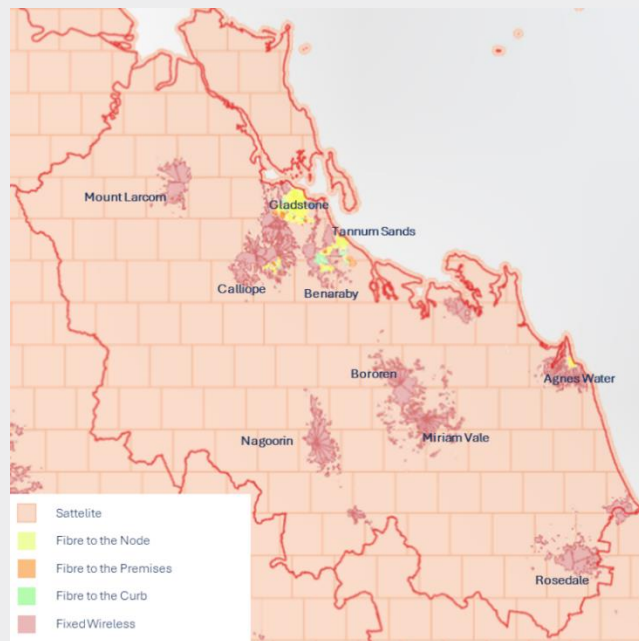 Mount Larcom
Gladstone
Tannum Sands
Calliope
Benaraby
Bororen
Agnes Water
Nagoorin
Miriam Vale
Rosedale
Sattelite
Fibre to the Node
Fibre to the Premises
Fibre to the Curb
Fixed Wireless